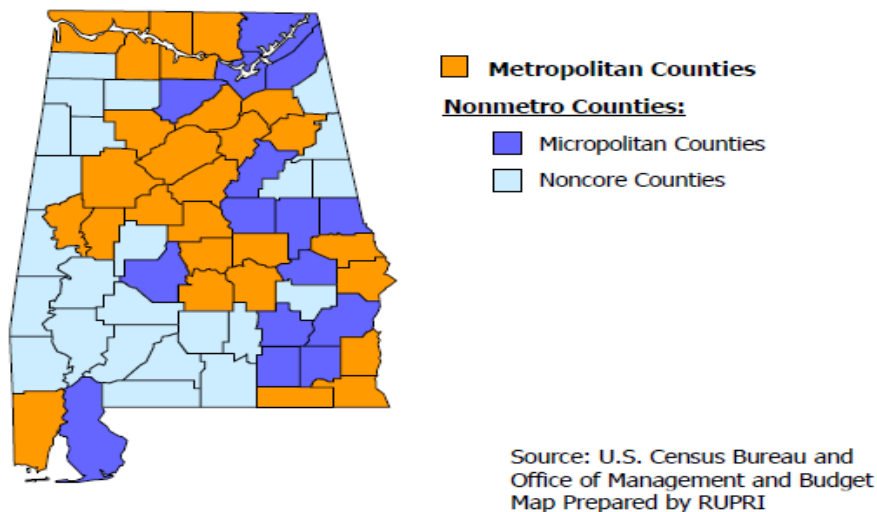 Metropolitan Counties
Nonmetro Counties:
Micropolitan Counties
Noncore Counties
Source: U.S. Census Bureau and
Office of Management and Budget
Map Prepared by RUPRI